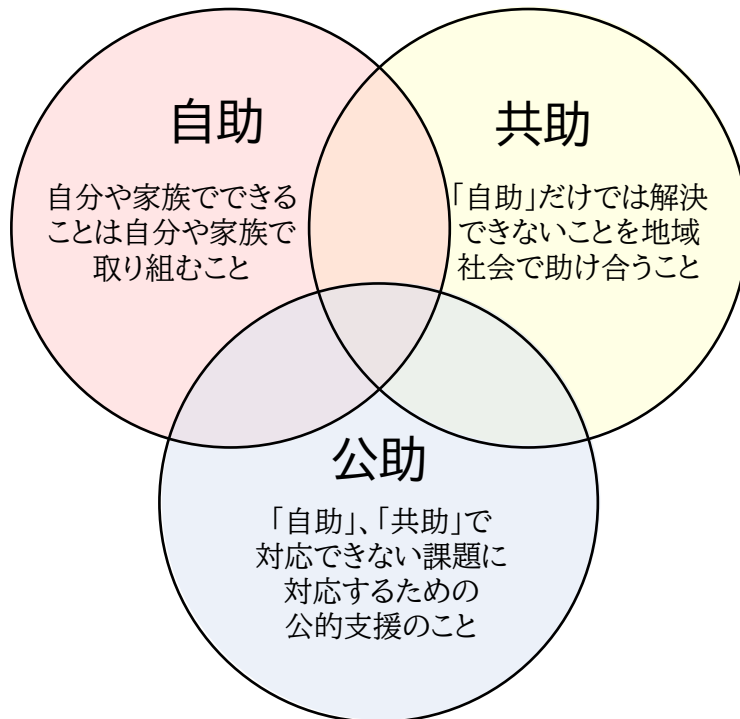 自助
自分や家族でできる
ことは自分や家族で
取り組むこと
共助
「自助」だけでは解決
できないことを地域
社会で助け合うこと
公助
「自助」、「共助」で
対応できない課題に
対応するための
公的支援のこと